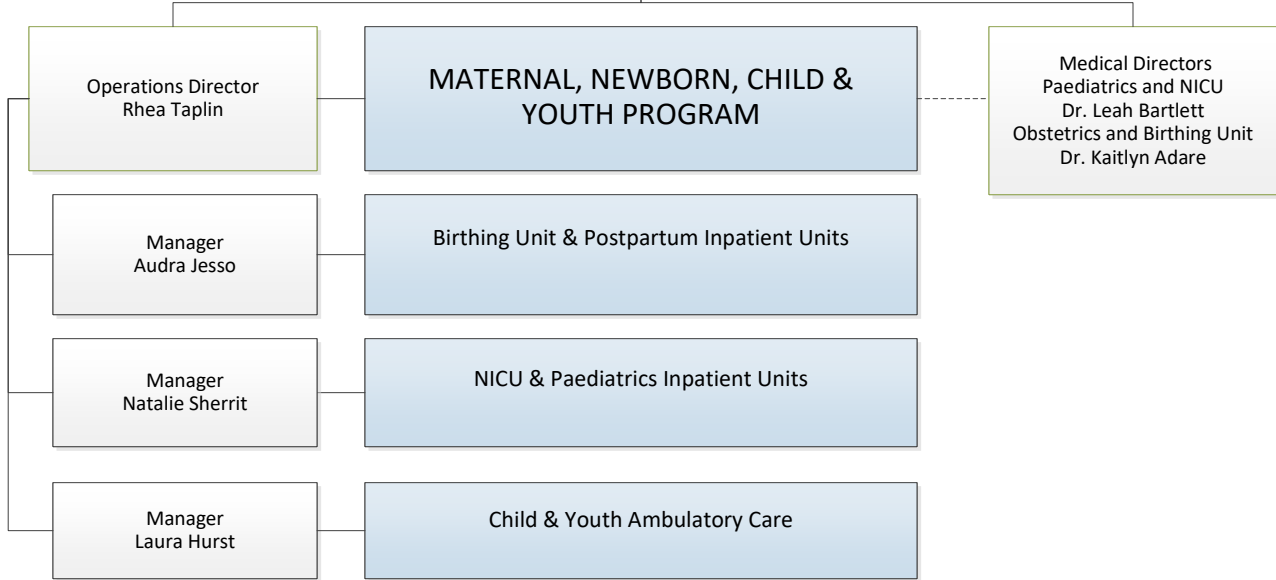 Operations Director
Rhea Taplin
MATERNAL, NEWBORN, CHILD &
YOUTH PROGRAM
Medical Directors
Paediatrics and NICU
Dr. Leah Bartlett
Obstetrics and Birthing Unit
Dr. Kaitlyn Adare
Manager
Audra Jesso
Birthing Unit & Postpartum Inpatient Units
Manager
Natalie Sherrit
NICU & Paediatrics Inpatient Units
Manager
Laura Hurst
Child & Youth Ambulatory Care